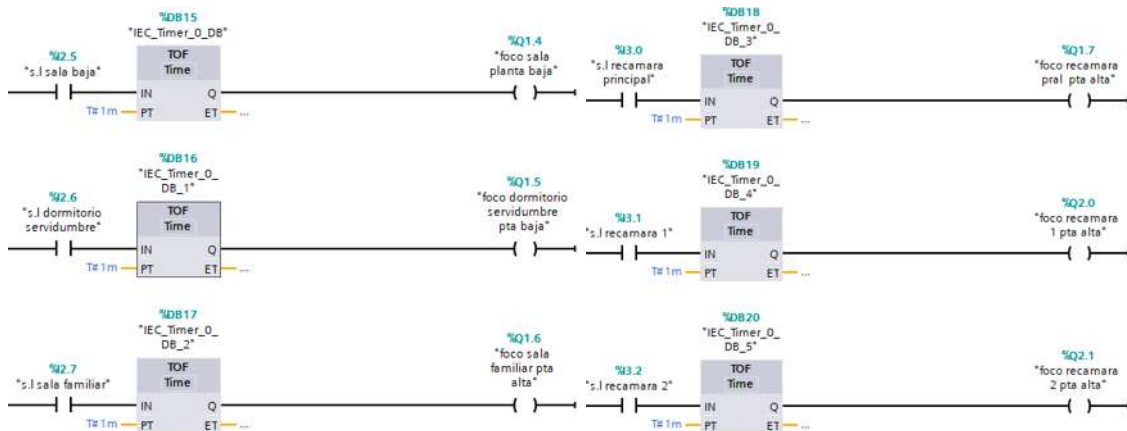 %DB15
"IEC_Timer_0_DB"
%I2.5
"s.l sala baja"
TOF
Time
IN
Q
T#1m
PT
ET
...
%Q1.4
"foco sala
planta baja"
%DB16
"IEC_Timer_0_
DB_1"
%I2.6
"s.l dormitorio
servidumbre"
TOF
Time
IN
Q
T#1m
PT
ET
...
%Q1.5
"foco dormitorio
servidumbre
pta baja"
%DB17
"IEC_Timer_0_
DB_2"
%I2.7
"s.l sala familiar"
TOF
Time
IN
Q
T#1m
PT
ET
...
%Q1.6
"foco sala
familiar pta
alta"
%DB18
"IEC_Timer_0_
DB_3"
%I3.0
"s.l recamara
principal"
TOF
Time
IN
Q
T#1m
PT
ET
...
%Q1.7
"foco recamara
pral pta alta"
%DB19
"IEC_Timer_0_
DB_4"
%I3.1
"s.l recamara 1"
TOF
Time
IN
Q
T#1m
PT
ET
...
%Q2.0
"foco recamara
1 pta alta"
%DB20
"IEC_Timer_0_
DB_5"
%I3.2
"s.l recamara 2"
TOF
Time
IN
Q
T#1m
PT
ET
...
%Q2.1
"foco recamara
2 pta alta"